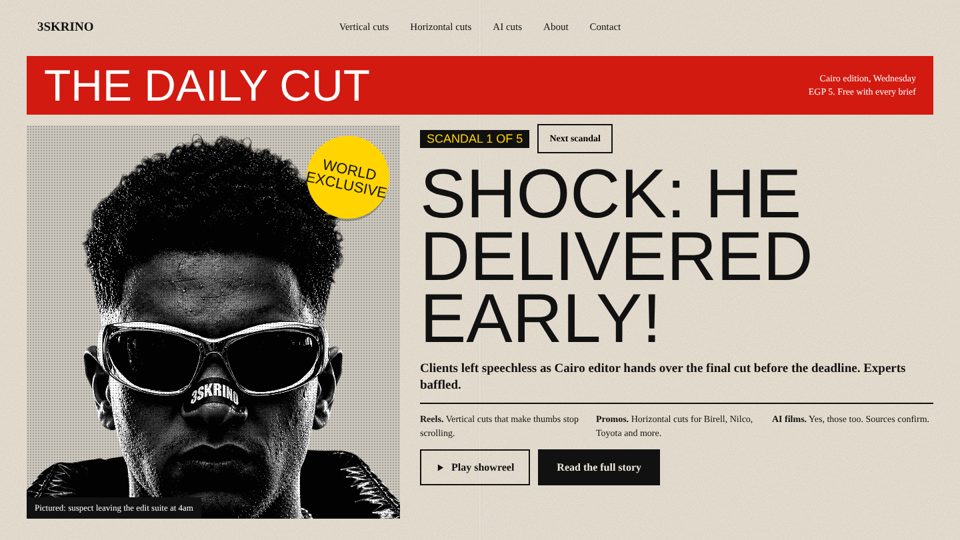 3SKRINO
Vertical cuts
Horizontal cuts
AI cuts
About
Contact
THE DAILY CUT
Cairo edition, Wednesday
EGP 5. Free with every brief
WORLD
EXCLUSIVE
3SKRINO
Pictured: suspect leaving the edit suite at 4am
SCANDAL 1 OF 5
Next scandal
SHOCK: HE
DELIVERED
EARLY!
Clients left speechless as Cairo editor hands over the final cut before the deadline. Experts
baffled.
Reels. Vertical cuts that make thumbs stop
scrolling.
Promos. Horizontal cuts for Birell, Nilco,
Toyota and more.
AI films. Yes, those too. Sources confirm.
Play showreel
Read the full story